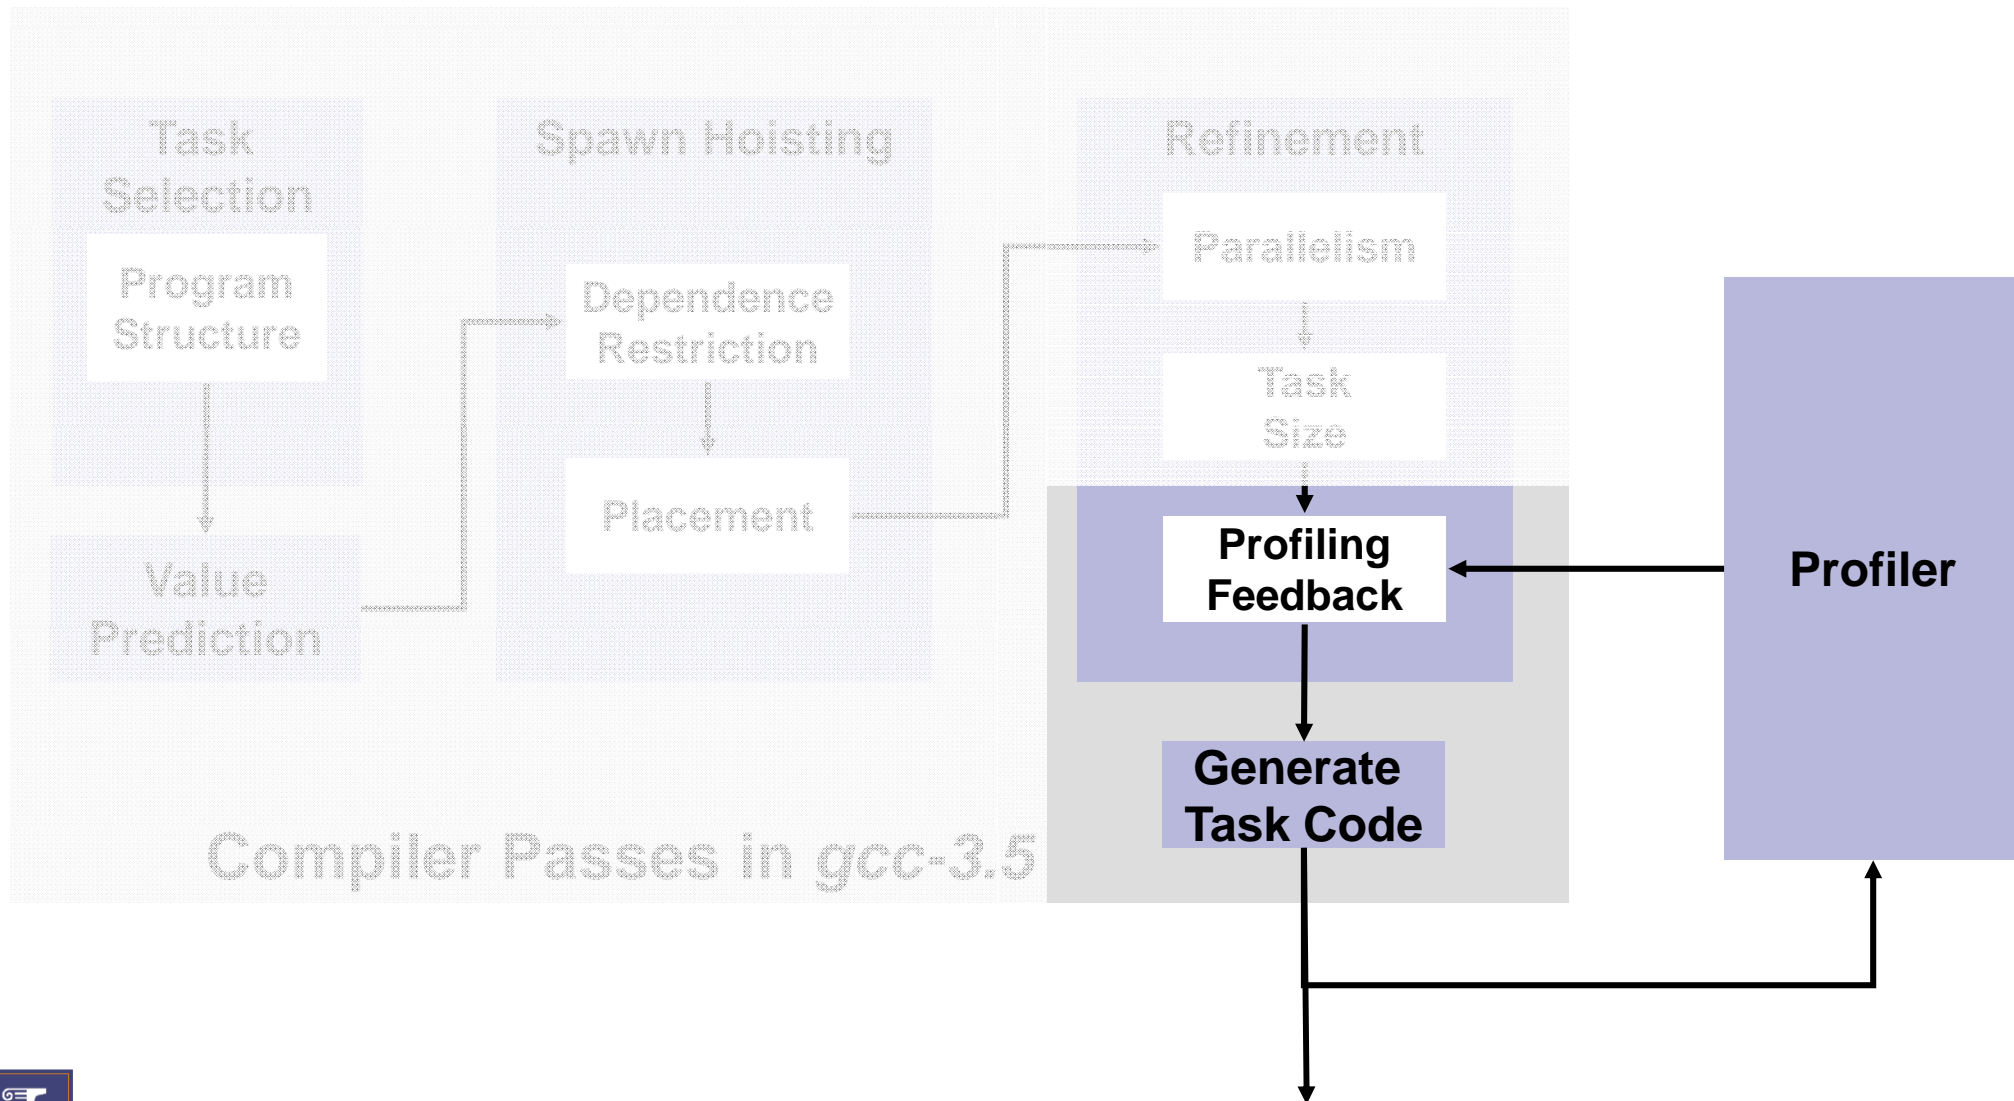 Task
Selection
Program
Structure
Value
Prediction
Spawn Hoisting
Dependence
Restriction
Placement
Refinement
Parallelism
Task
Size
Profiling
Feedback
Generate
Task Code
Profiler
Compiler Passes in gcc-3.5